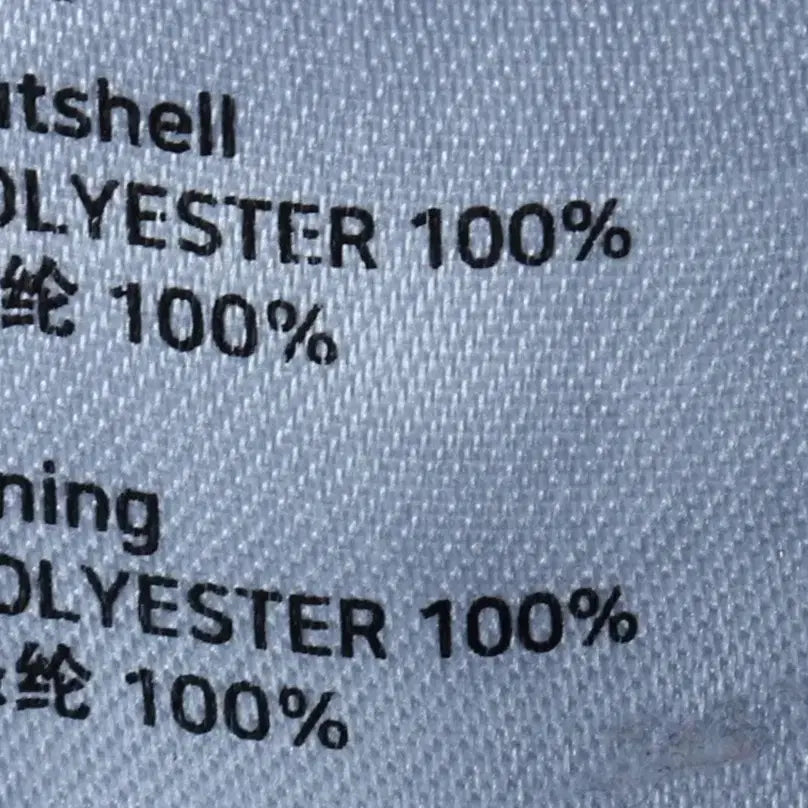 utshell
OLYESTER 100%
纶 100%
ning
OLYESTER 100%
纶 100%